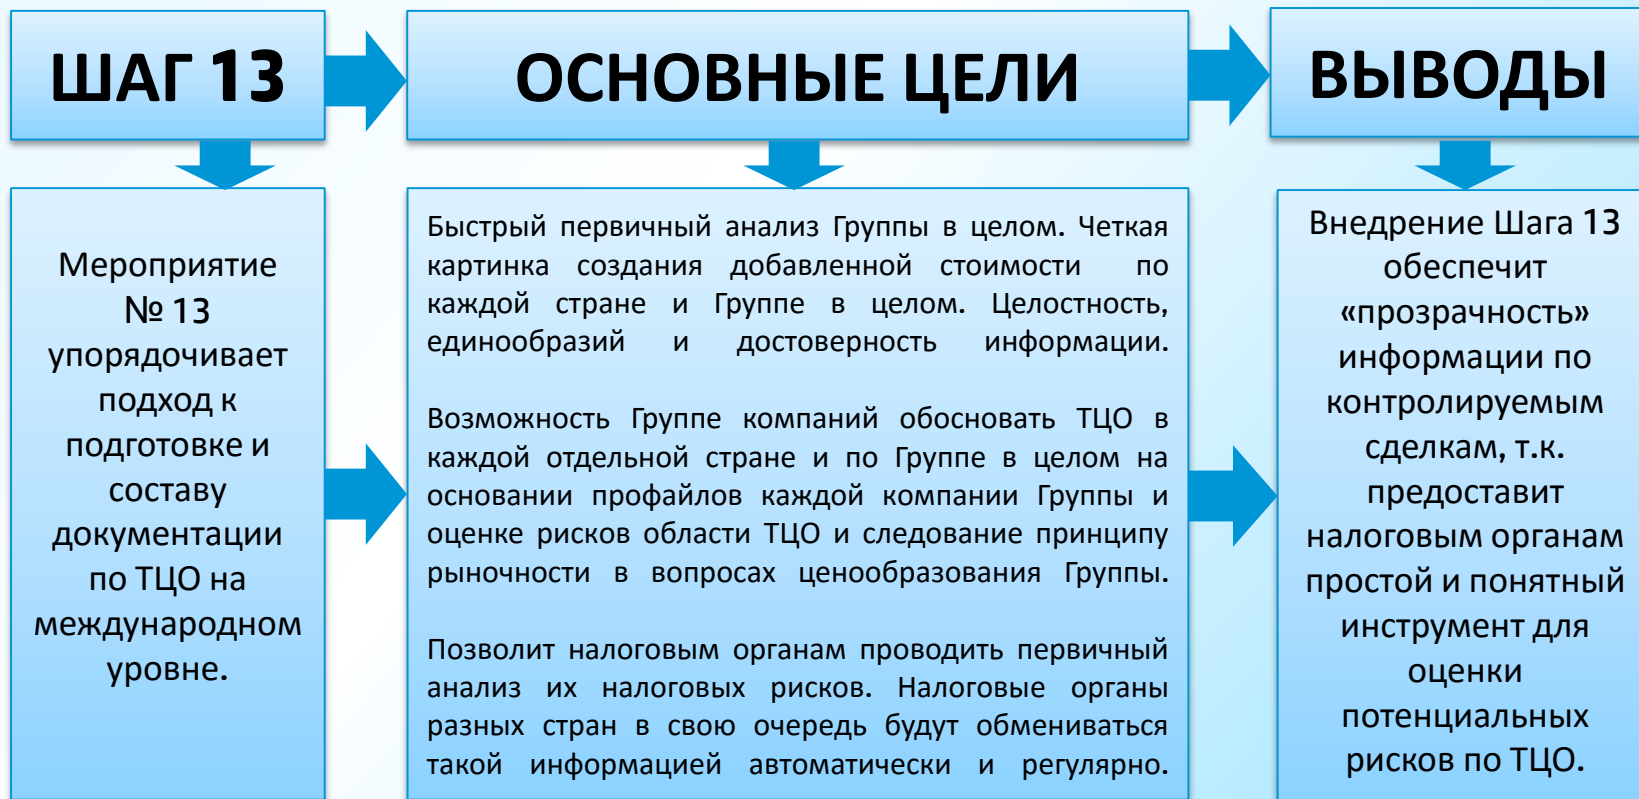 ШАГ 13
ОСНОВНЫЕ ЦЕЛИ
ВЫВОДЫ
Мероприятие
№ 13
упорядочивает
подход к
подготовке и
составу
документации
по ТЦО на
международном
уровне.
Быстрый первичный анализ Группы в целом. Четкая
картинка создания добавленной стоимости по
каждой стране и Группе в целом. Целостность,
единообразий и достоверность информации.
Возможность Группе компаний обосновать ТЦО в
каждой отдельной стране и по Группе в целом на
основании профайлов каждой компании Группы и
оценке рисков области ТЦО и следование принципу
рыночности в вопросах ценообразования Группы.
Позволит налоговым органам проводить первичный
анализ их налоговых рисков. Налоговые органы
разных стран в свою очередь будут обмениваться
такой информацией автоматически и регулярно.
Внедрение Шага 13
обеспечит
«прозрачность»
информации по
контролируемым
сделкам, т.к.
предоставит
налоговым органам
простой и понятный
инструмент для
оценки
потенциальных
рисков по ТЦО.